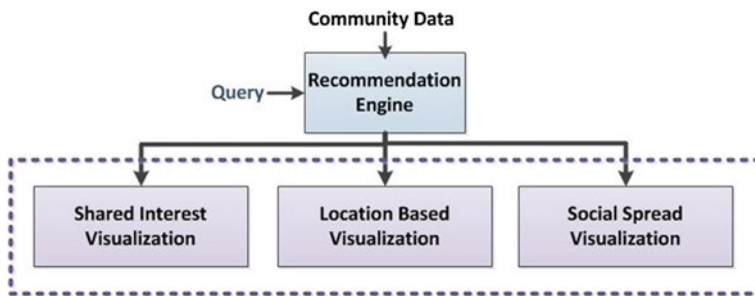 Community Data
Query
Recommendation
Engine
Shared Interest
Visualization
Location Based
Visualization
Social Spread
Visualization